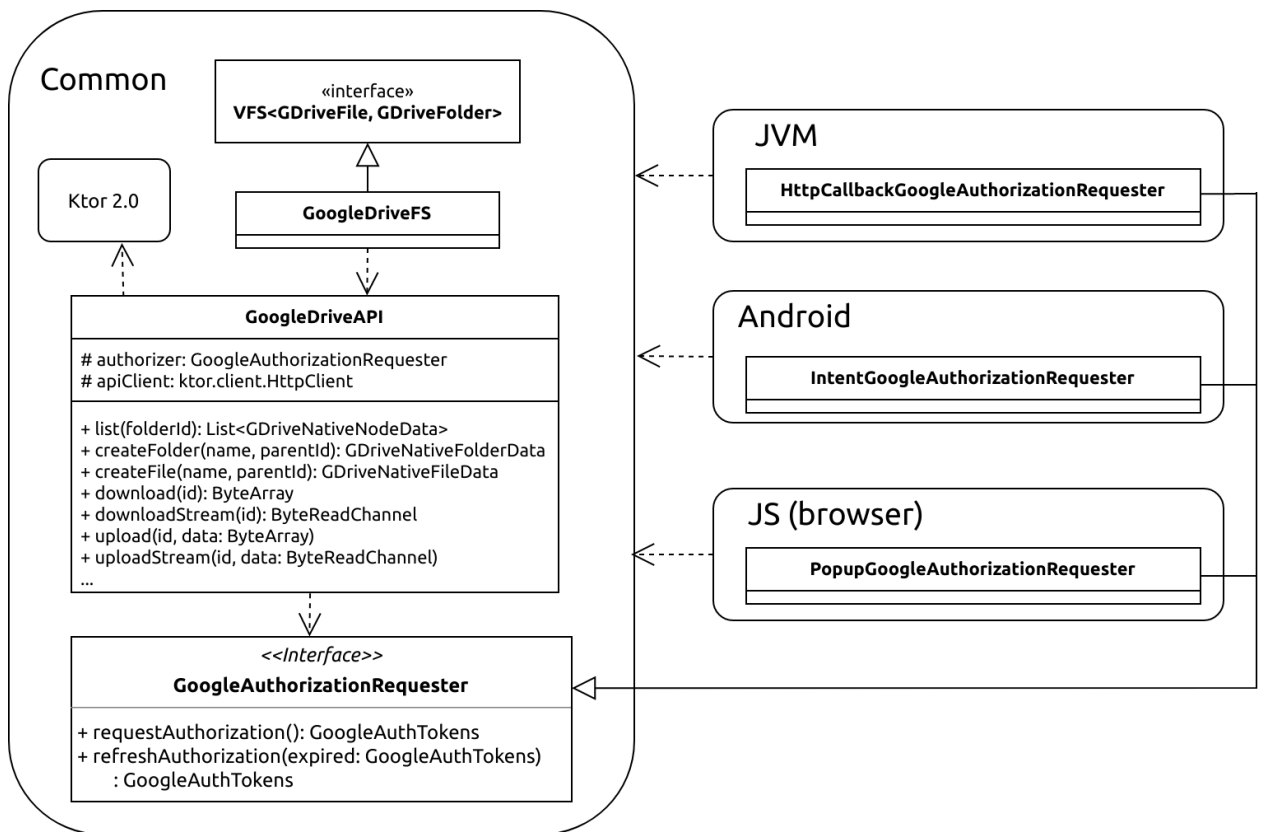 Common
«interface»
VFS<GDriveFile, GDriveFolder>
Ktor 2.0
GoogleDriveFS
GoogleDriveAPI
# authorizer: GoogleAuthorizationRequester
# apiClient: ktor.client.HttpClient
+ list(folderId): List<GDriveNativeNodeData>
+ createFolder(name, parentId): GDriveNativeFolderData
+ createFile(name, parentId): GDriveNativeFileData
+ download(id): ByteArray
+ downloadStream(id): ByteReadChannel
+ upload(id, data: ByteArray)
+ uploadStream(id, data: ByteReadChannel)
...
<<Interface>>
GoogleAuthorizationRequester
+ requestAuthorization(): GoogleAuthTokens
+ refreshAuthorization(expired: GoogleAuthTokens)
: GoogleAuthTokens
JVM
HttpCallbackGoogleAuthorizationRequester
Android
IntentGoogleAuthorizationRequester
JS (browser)
PopupGoogleAuthorizationRequester